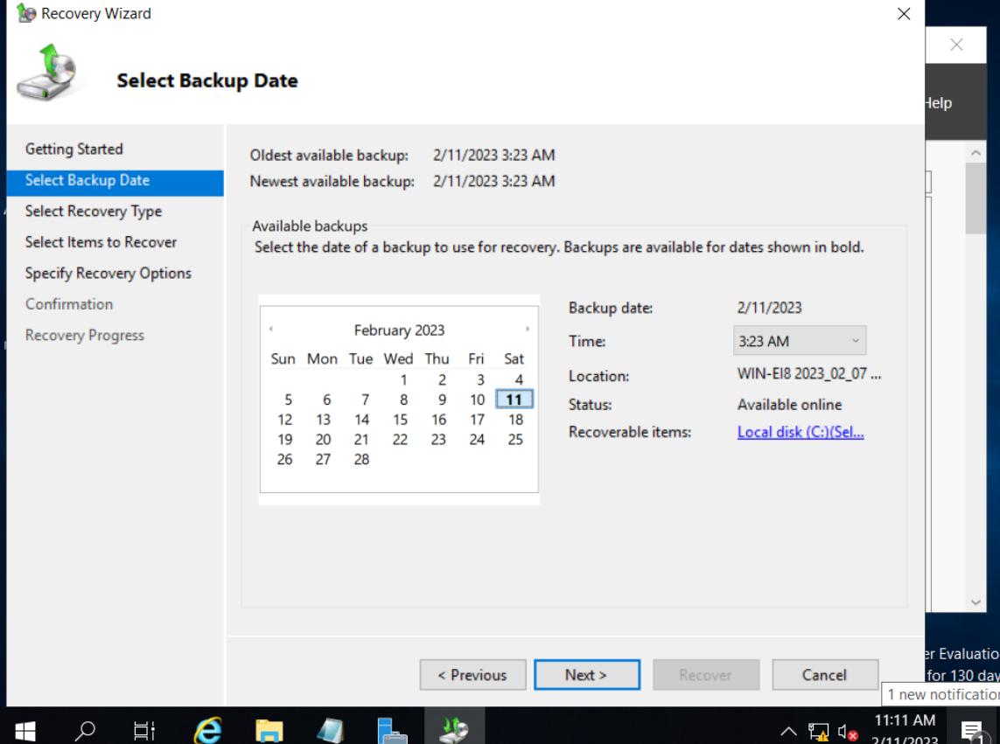 Recovery Wizard
Select Backup Date
Help
Getting Started
Select Backup Date
Select Recovery Type
Select Items to Recover
Specify Recovery Options
Confirmation
Recovery Progress
Oldest available backup: 2/11/2023 3:23 AM
Newest available backup: 2/11/2023 3:23 AM
Available backups
Select the date of a backup to use for recovery. Backups are available for dates shown in bold.
February 2023
Sun Mon Tue Wed Thu Fri Sat
1 2 3 4
5 6 7 8 9 10 11
12 13 14 15 16 17 18
19 20 21 22 23 24 25
26 27 28
Backup date: 2/11/2023
Time: 3:23 AM
Location: WIN-EI8 2023_02_07 ...
Status: Available online
Recoverable items: Local disk (C:)(Sel...
< Previous
Next >
Recover
Cancel
er Evaluatio
for 130 day
1 new notification
11:11 AM
2/11/2023
1